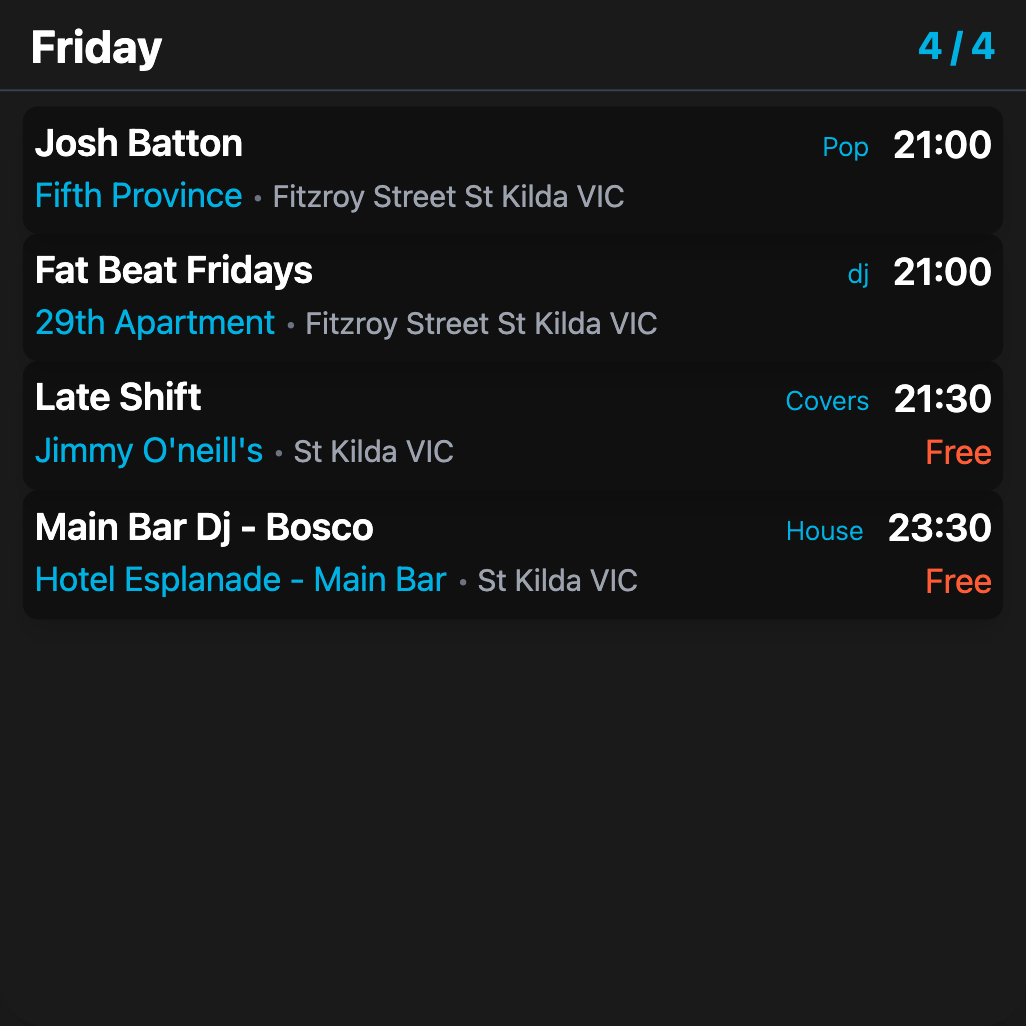 Friday 4 / 4
Josh Batton Pop 21:00
Fifth Province • Fitzroy Street St Kilda VIC
Fat Beat Fridays dj 21:00
29th Apartment • Fitzroy Street St Kilda VIC
Late Shift Covers 21:30
Jimmy O'neill's • St Kilda VIC Free
Main Bar Dj - Bosco House 23:30
Hotel Esplanade - Main Bar • St Kilda VIC Free